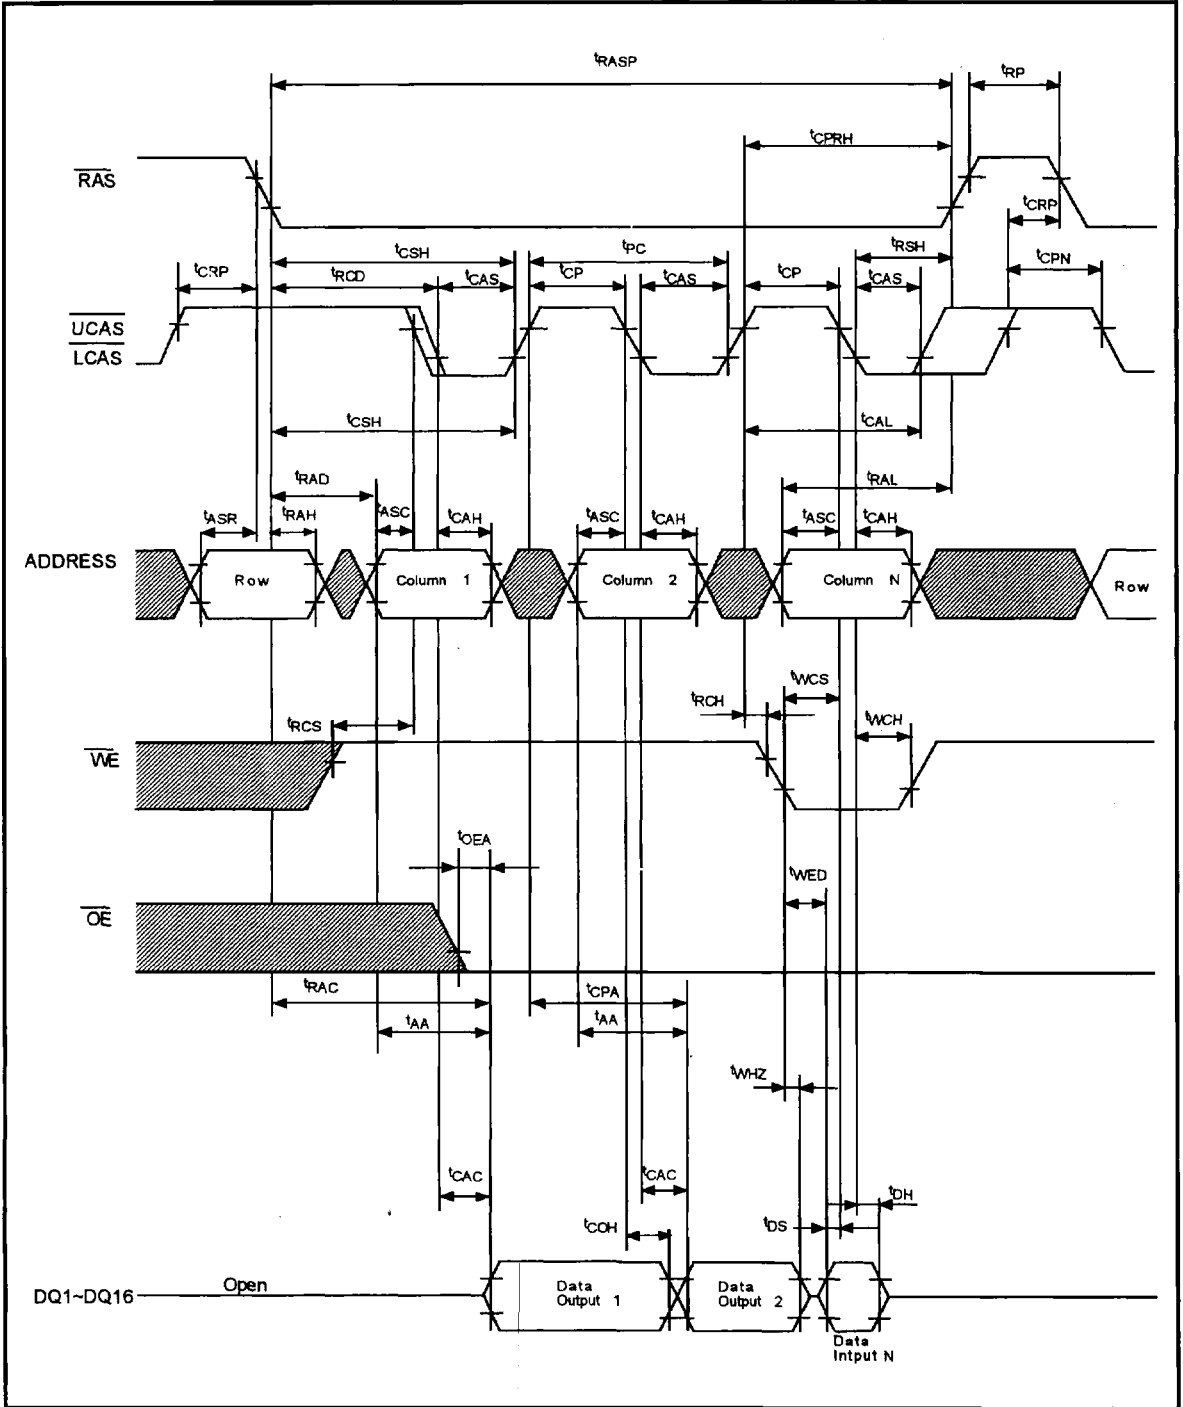 tRASP
tRP
tCPRH
RAS
tCRP
tCSH
tPC
tRSH
tCRP
tRCD
tCAS
tCP
tCAS
tCP
tCAS
tCPN
UCAS
LCAS
tCSH
tCAL
tRAD
tRAL
tASR
tRAH
tASC
tCAH
tASC
tCAH
tASC
tCAH
ADDRESS
Row
Column 1
Column 2
Column N
Row
tWCS
tRCH
tRCS
tWCH
WE
tOEA
tWED
OE
tRAC
tCPA
tAA
tAA
tWHZ
tCAC
tCAC
tDH
tCOH
tDS
Open
DQ1~DQ16
Data
Output 1
Data
Output 2
Data
Intput N